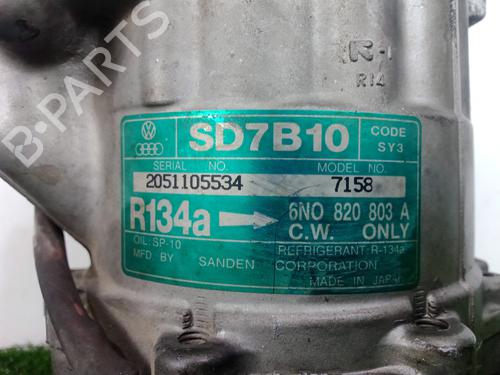 R
R14
SD7B10
CODE
SY3
SERIAL NO.
MODEL NO.
2051105534
7158
R134a
6N0 820 803 A
C.W. ONLY
OIL: SP-10
REFRIGERANT: R-134a
MFD BY SANDEN CORPORATION
MADE IN JAPAN
B-PARTS